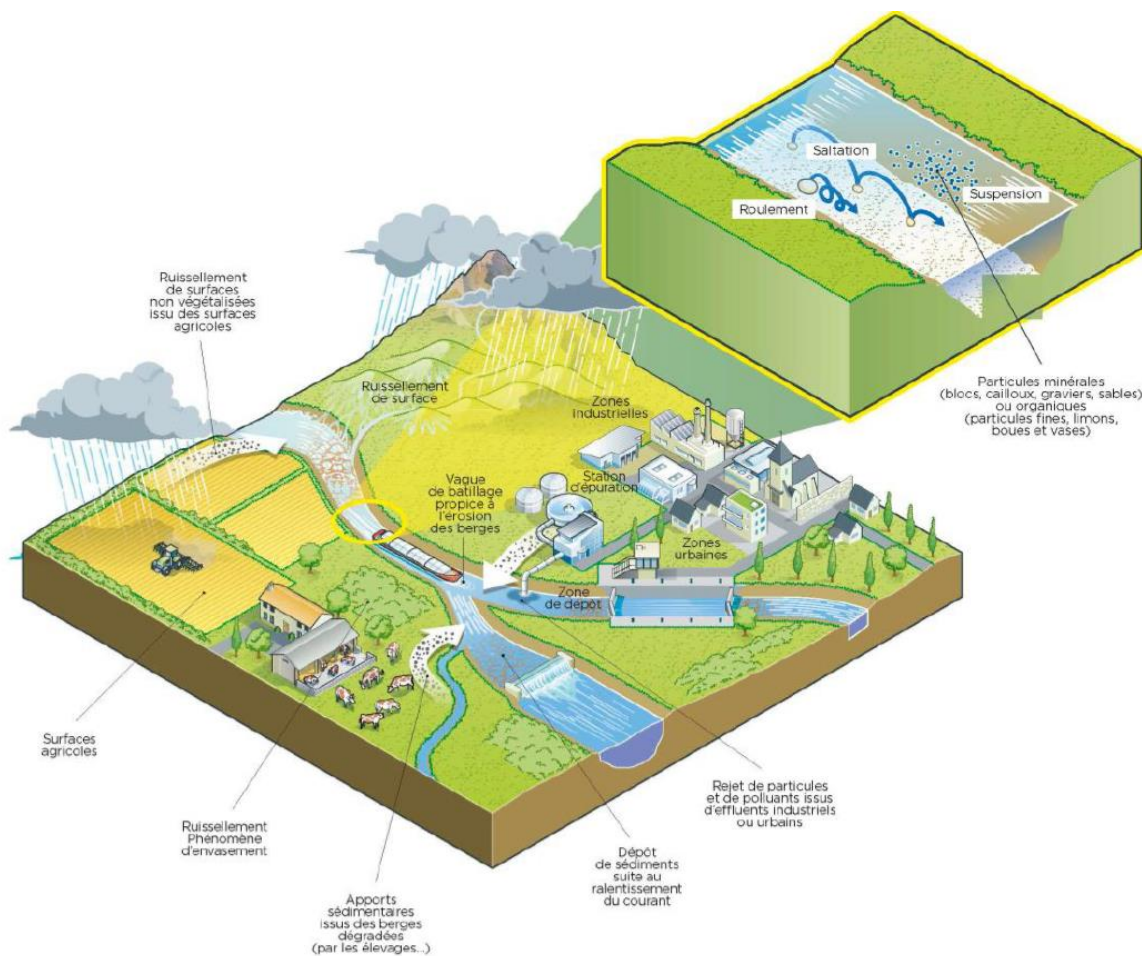 Saltation
Suspension
Roulement
Particules minérales
(blocs, cailloux, graviers, sables)
ou organiques
(particules fines, limons,
boues et vases)
Ruissellement
de surfaces
non végétalisées
issu des surfaces
agricoles
Ruissellement
de surface
Zones
Industrielles
Station
d'épuration
Vague
de batillage
propice à
l'érosion
des berges
Zones
urbaines
Zone
de dépôt
Surfaces
agricoles
Ruissellement
Phénomène
d'envasement
Apports
sédimentaires
issus des berges
dégradées
(par les élevages...)
Dépôt
de sédiments
suite au
ralentissement
du courant
Rejet de particules
et de polluants issus
d'effluents industriels
ou urbains